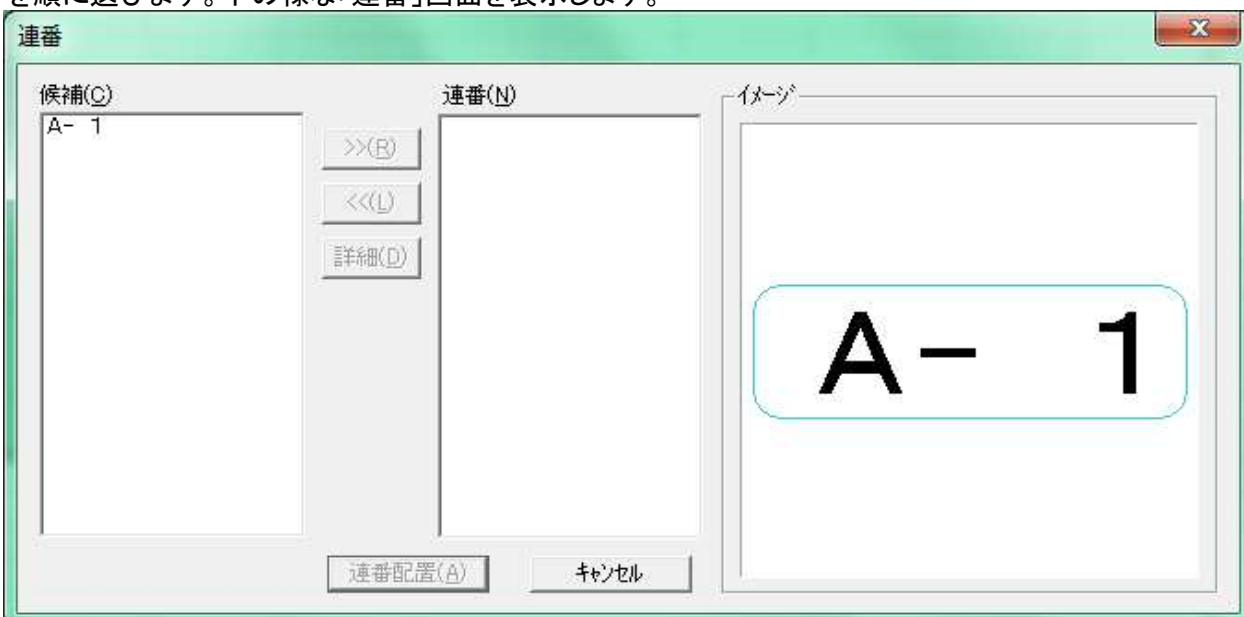 を順に選びます。下の様な「連番」画面を表示します。
連番
X
候補(C)
連番(N)
イメージ
A- 1
>>(R)
<<(L)
詳細(D)
A- 1
連番配置(A)
キャンセル